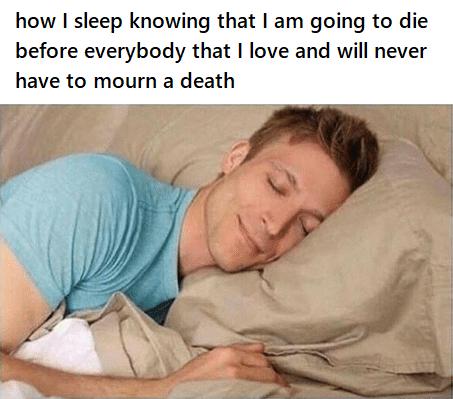 how I sleep knowing that I am going to die
before everybody that I love and will never
have to mourn a death